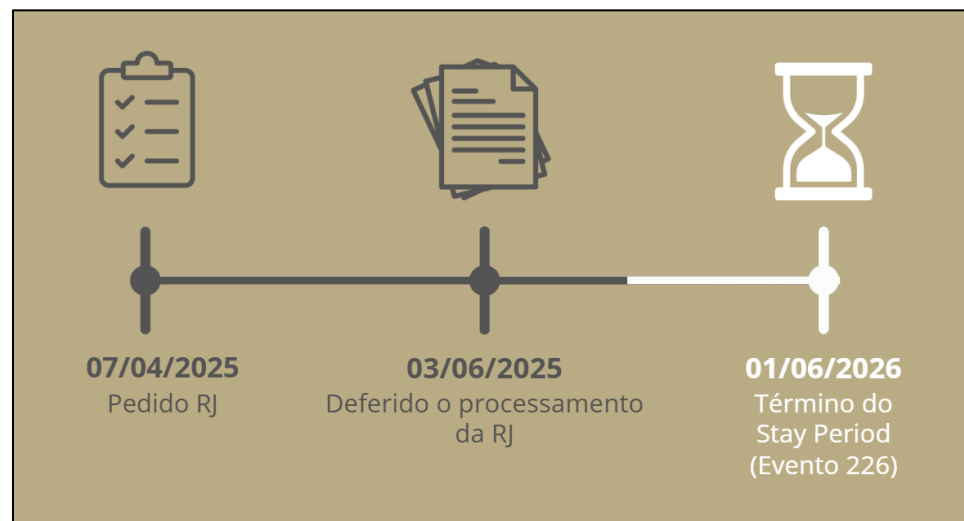 07/04/2025
Pedido RJ
03/06/2025
Deferido o processamento
da RJ
01/06/2026
Término do
Stay Period
(Evento 226)